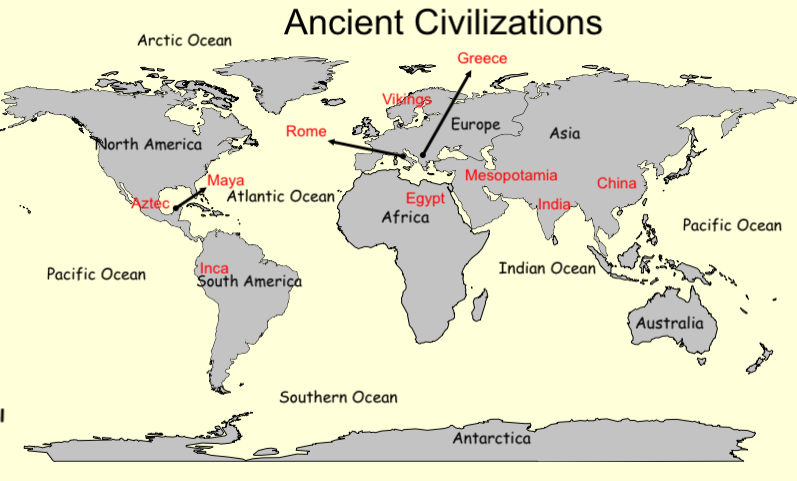 Ancient Civilizations
Arctic Ocean
Greece
Vikings
Rome
Europe
Asia
North America
Mesopotamia
Maya
China
Atlantic Ocean
Egypt
Aztec
India
Africa
Pacific Ocean
Inca
Indian Ocean
Pacific Ocean
South America
Australia
Southern Ocean
Antarctica